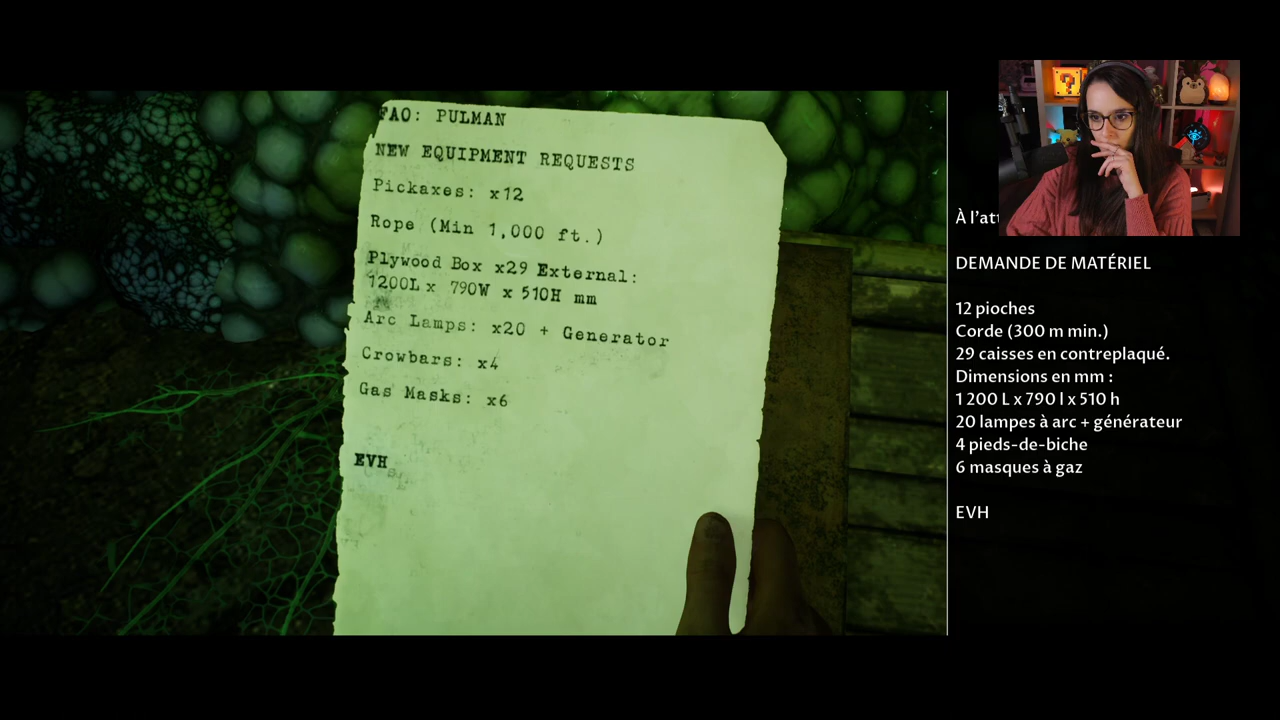 FAO: PULMAN
NEW EQUIPMENT REQUESTS
Pickaxes: x12
Rope (Min 1,000 ft.)
Plywood Box x29 External:
1200L x 790W x 510H mm
Arc Lamps: x20 + Generator
Crowbars: x4
Gas Masks: x6
EVH
À l'att
DEMANDE DE MATÉRIEL
12 pioches
Corde (300 m min.)
29 caisses en contreplaqué.
Dimensions en mm :
1 200 L x 790 l x 510 h
20 lampes à arc + générateur
4 pieds-de-biche
6 masques à gaz
EVH